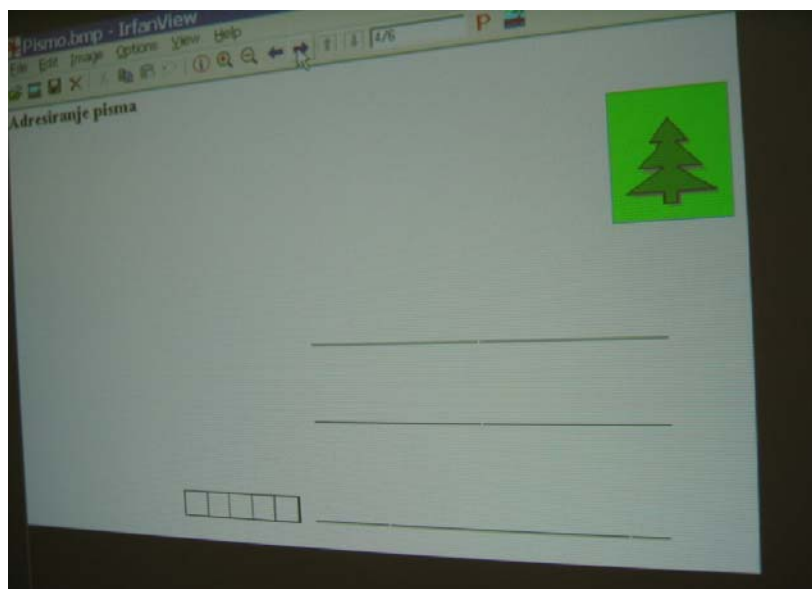 Pismo.bmp - IrfanView
File Edit Image Options View Help
4/6
P
Adresiranje pisma